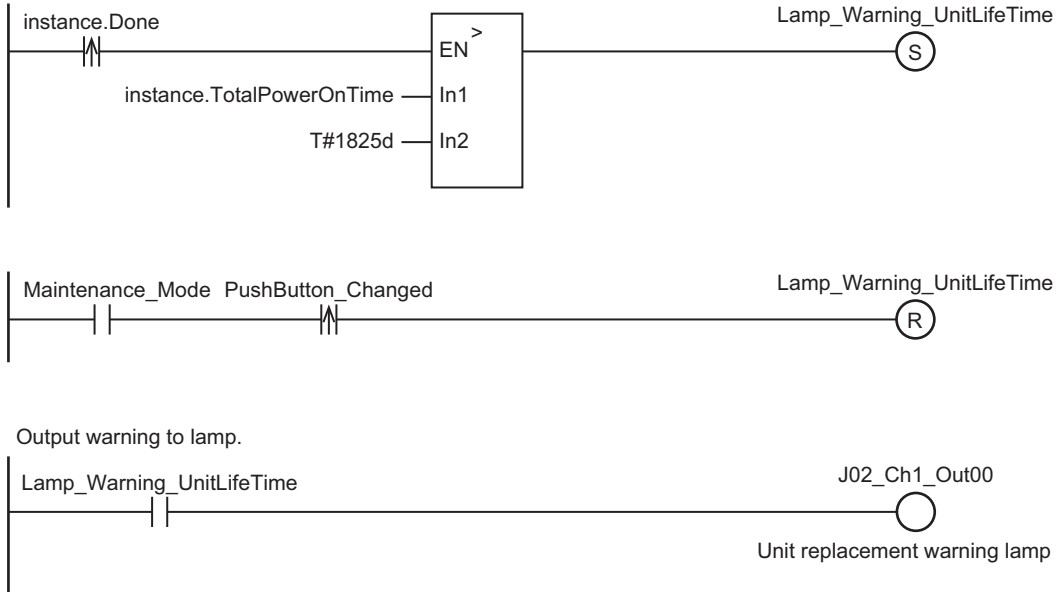 instance.Done
Lamp_Warning_UnitLifeTime
EN >
S
instance.TotalPowerOnTime In1
T#1825d In2
Maintenance_Mode PushButton_Changed
Lamp_Warning_UnitLifeTime
R
Output warning to lamp.
Lamp_Warning_UnitLifeTime
J02_Ch1_Out00
Unit replacement warning lamp